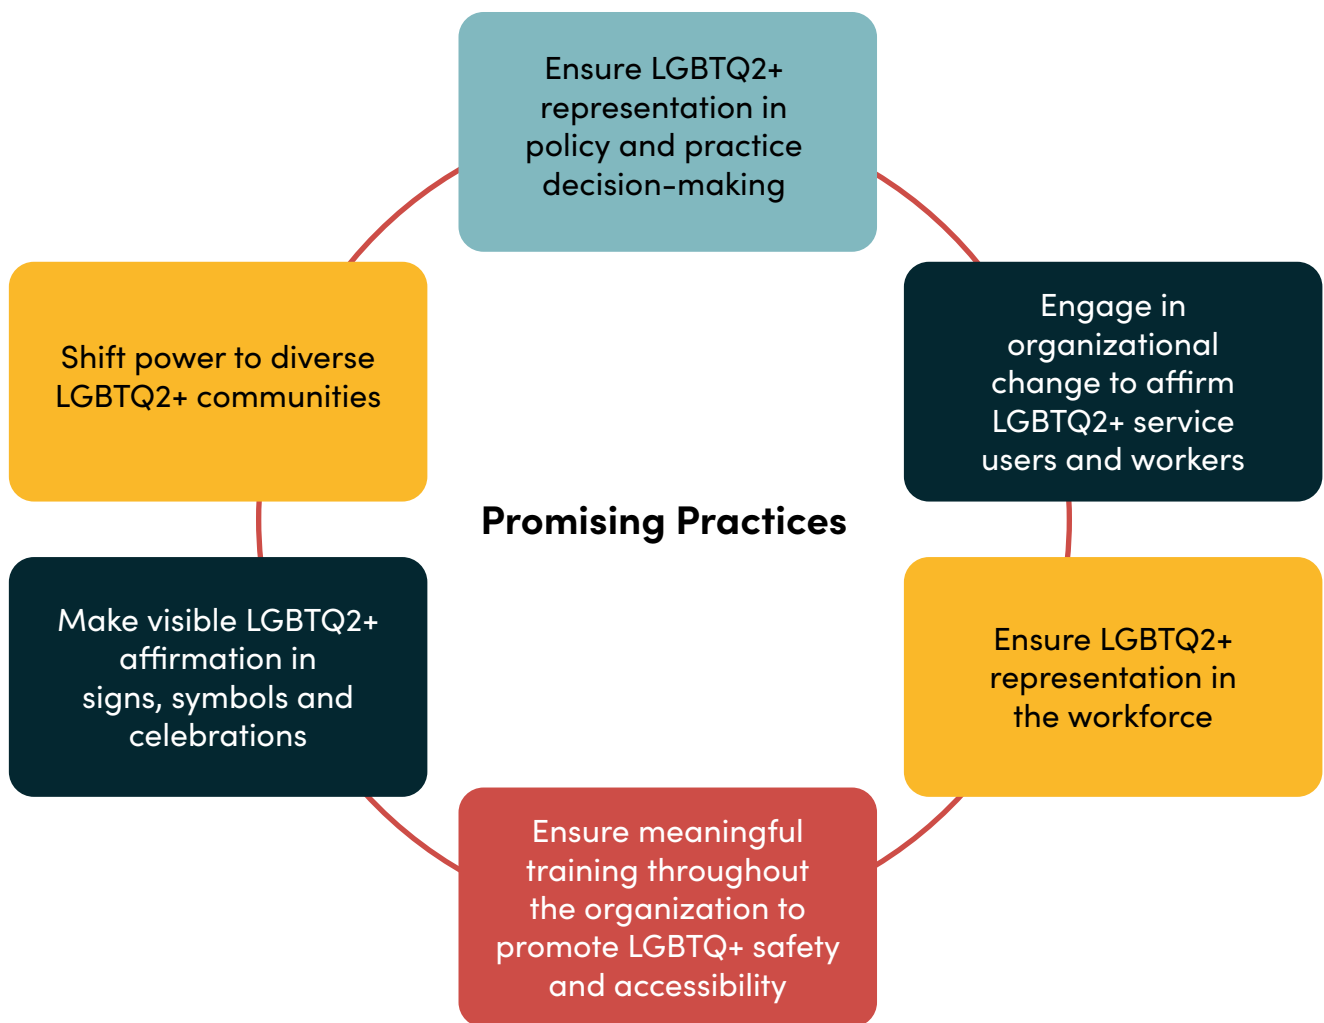 Ensure LGBTQ2+
representation in
policy and practice
decision-making
Engage in
organizational
change to affirm
LGBTQ2+ service
users and workers
Ensure LGBTQ2+
representation in
the workforce
Ensure meaningful
training throughout
the organization to
promote LGBTQ+ safety
and accessibility
Make visible LGBTQ2+
affirmation in
signs, symbols and
celebrations
Shift power to diverse
LGBTQ2+ communities
Promising Practices